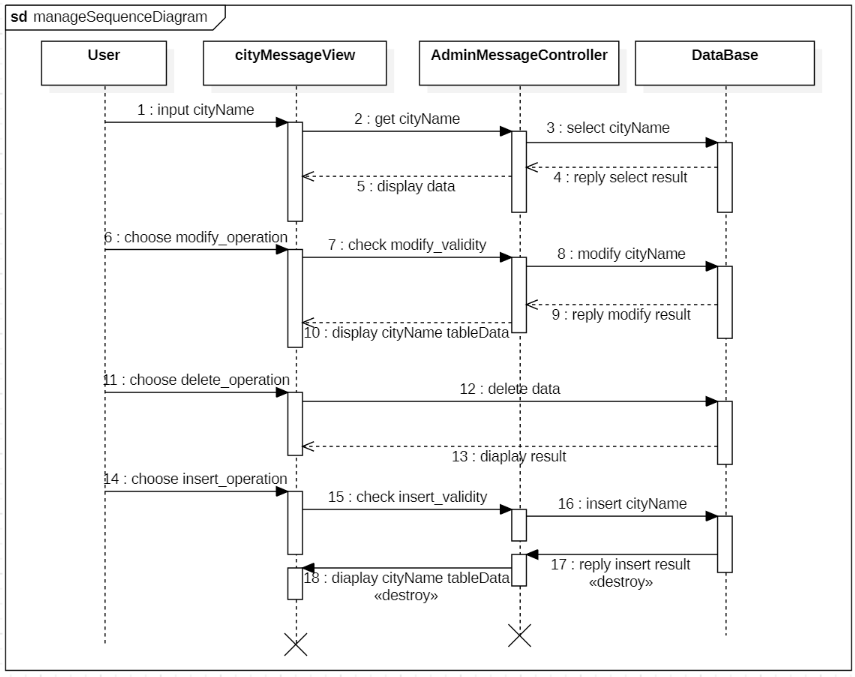 sd manageSequenceDiagram
User
cityMessageView
AdminMessageController
DataBase
1 : input cityName
2 : get cityName
3 : select cityName
4 : reply select result
5 : display data
6 : choose modify_operation
7 : check modify_validity
8 : modify cityName
9 : reply modify result
10 : display cityName tableData
11 : choose delete_operation
12 : delete data
13 : diaplay result
14 : choose insert_operation
15 : check insert_validity
16 : insert cityName
17 : reply insert result
«destroy»
18 : diaplay cityName tableData
«destroy»